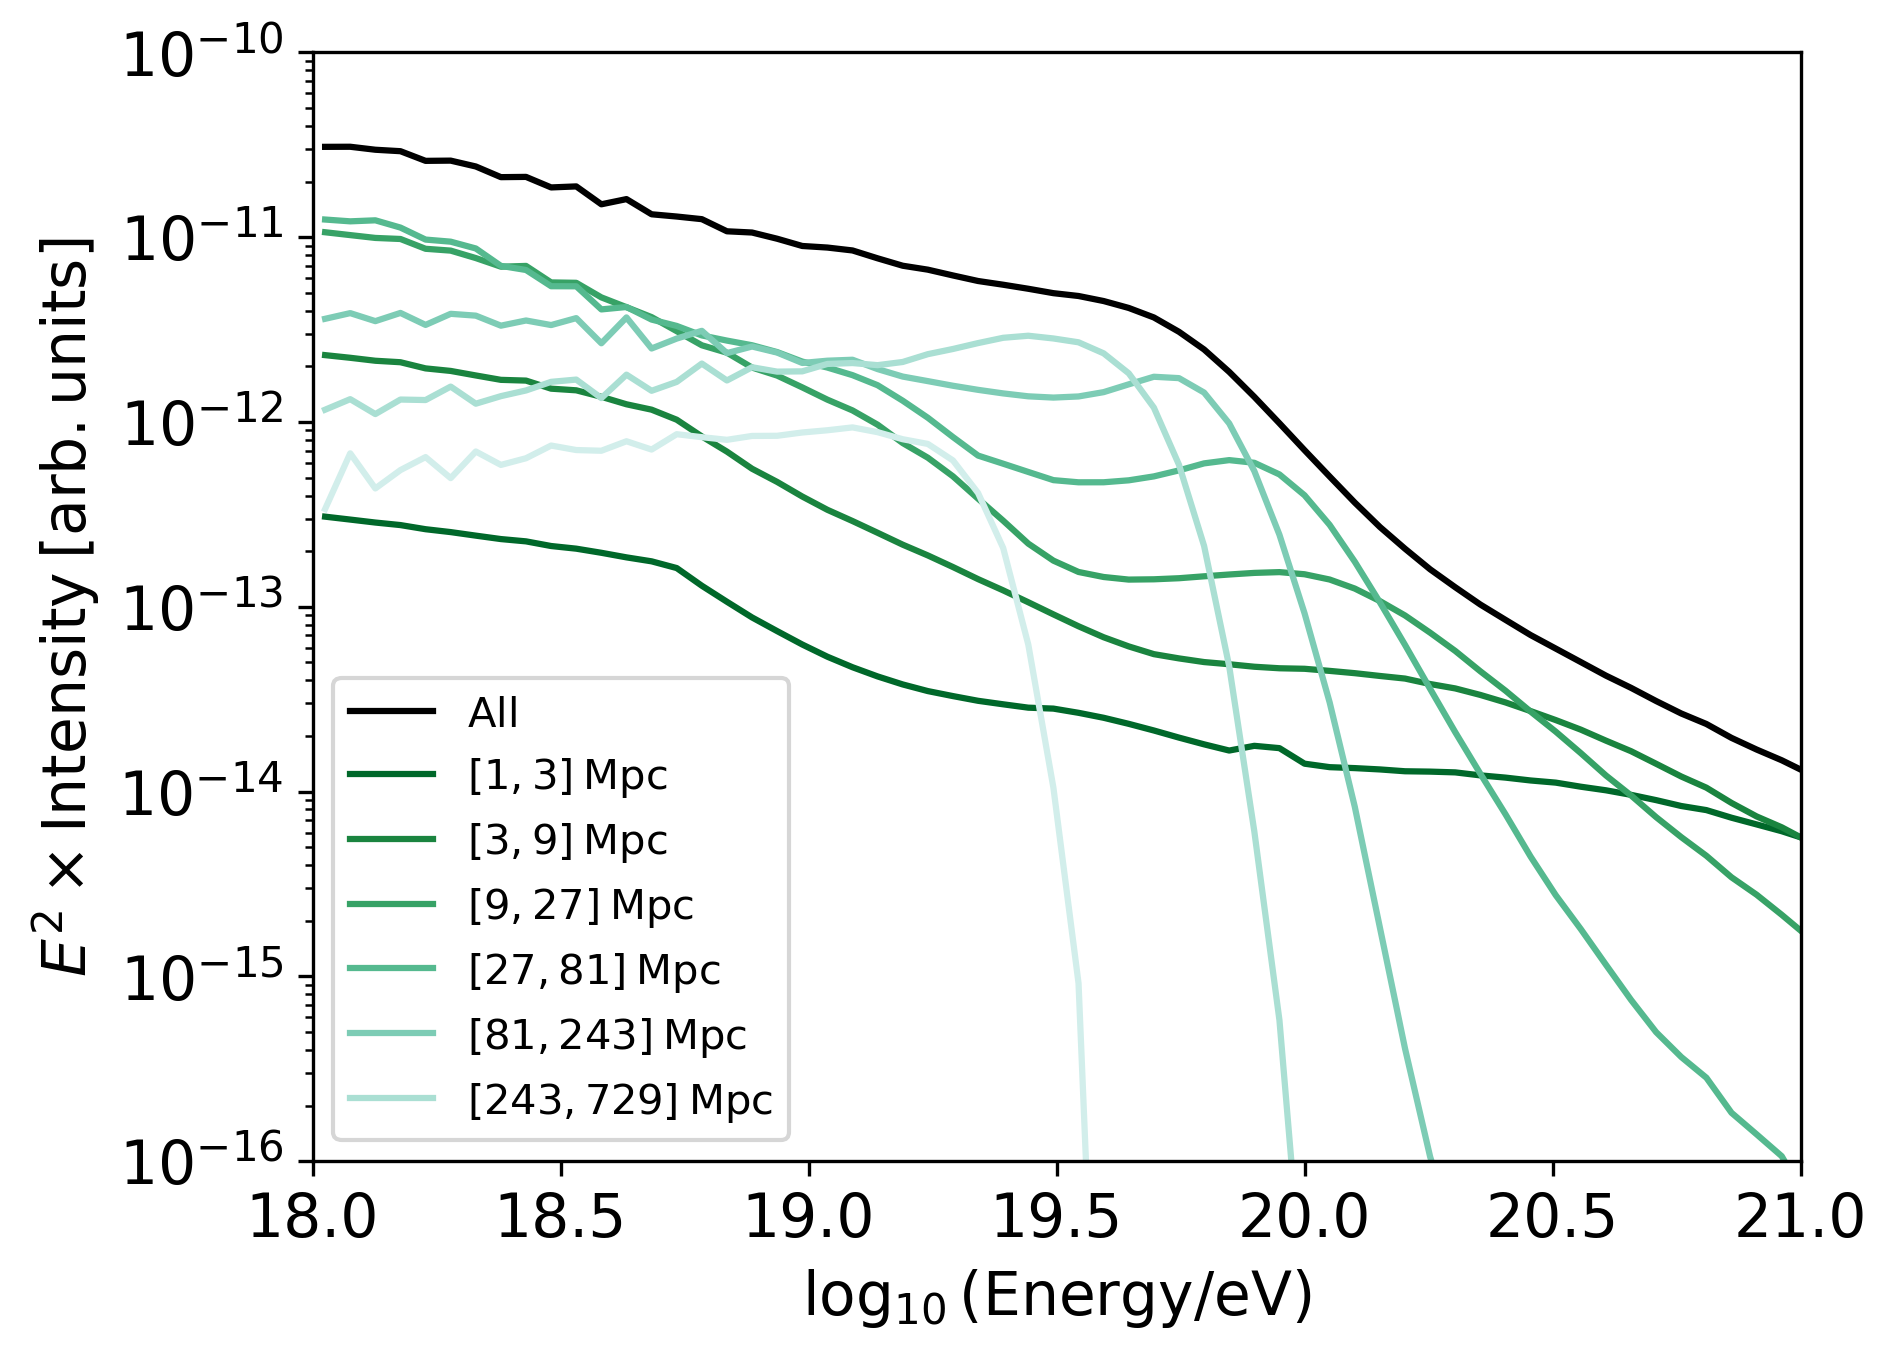 10⁻¹⁰
10⁻¹¹
10⁻¹²
10⁻¹³
10⁻¹⁴
10⁻¹⁵
10⁻¹⁶
E² × Intensity [arb. units]
All
[1, 3] Mpc
[3, 9] Mpc
[9, 27] Mpc
[27, 81] Mpc
[81, 243] Mpc
[243, 729] Mpc
18.0 18.5 19.0 19.5 20.0 20.5 21.0
log₁₀ (Energy/eV)